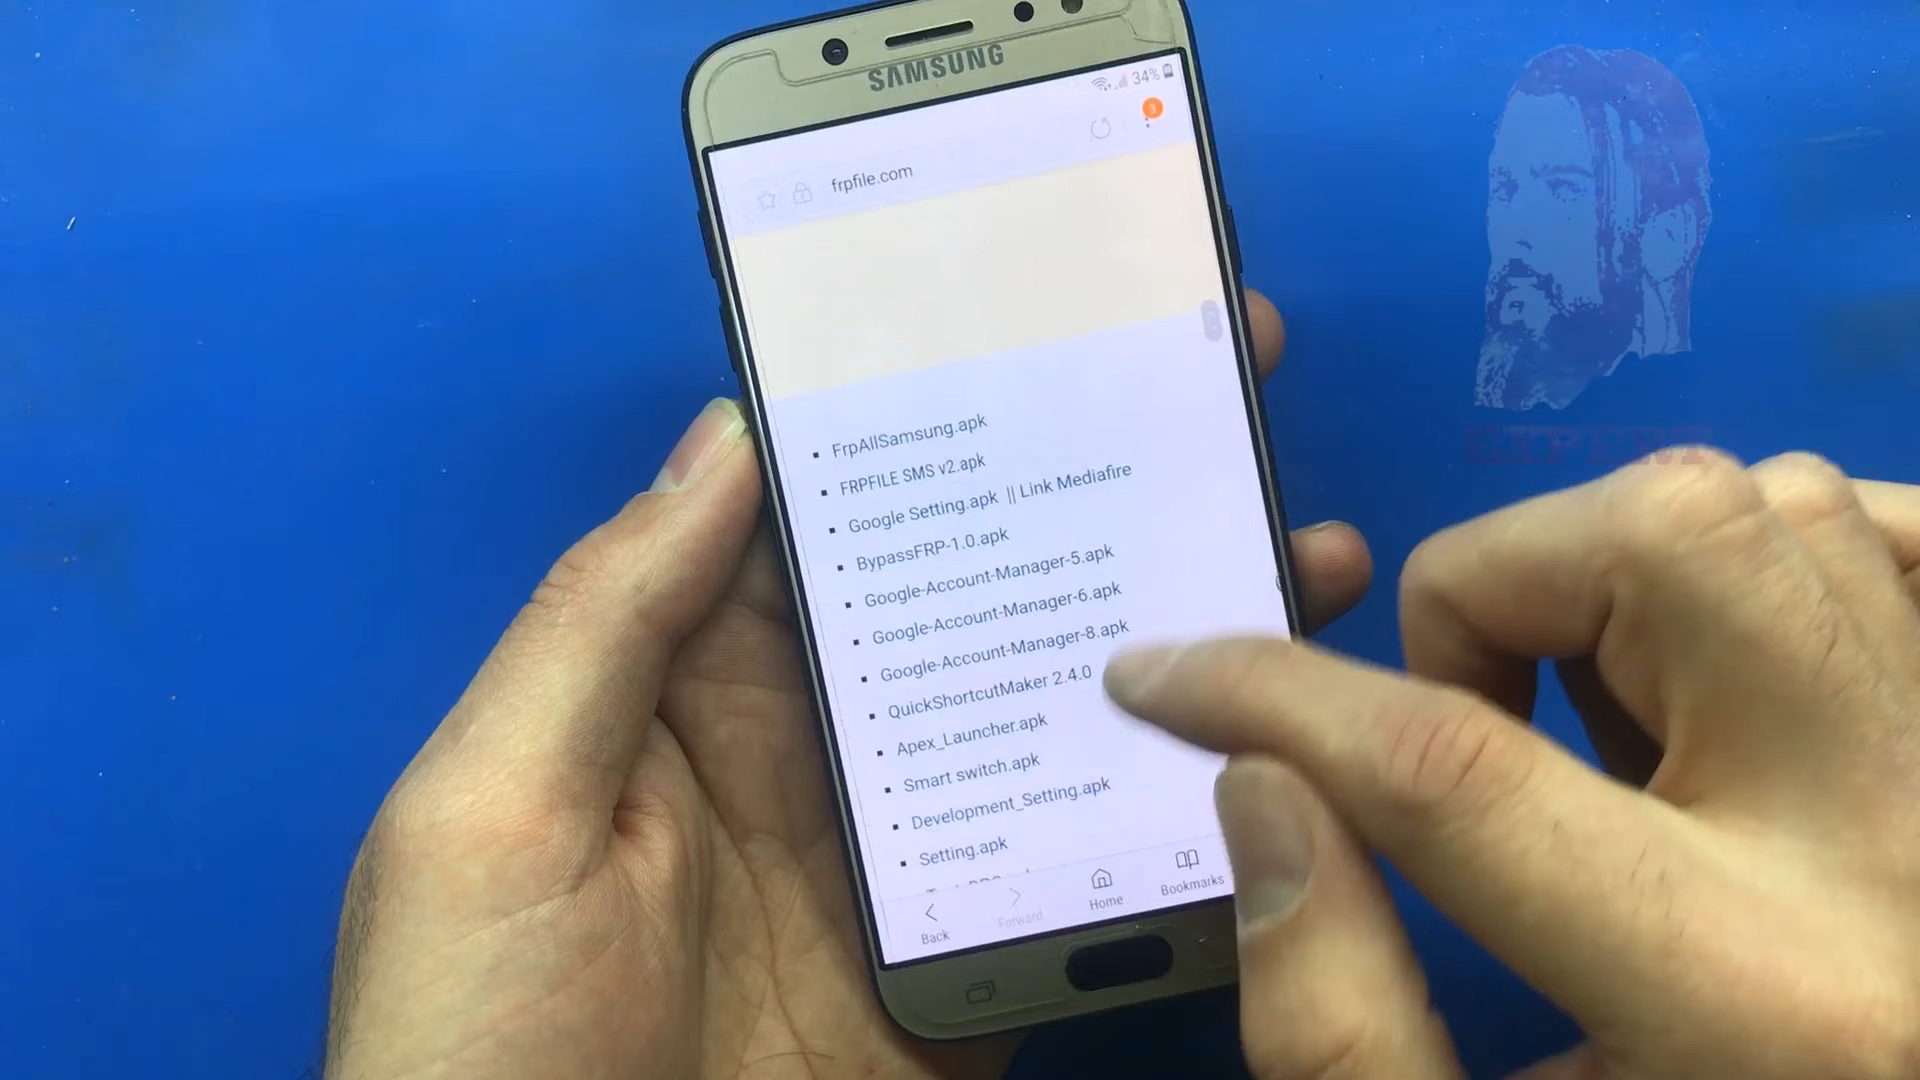 SAMSUNG
34%
3
frpfile.com
FrpAllSamsung.apk
FRPFILE SMS v2.apk
Google Setting.apk || Link Mediafire
BypassFRP-1.0.apk
Google-Account-Manager-5.apk
Google-Account-Manager-6.apk
Google-Account-Manager-8.apk
QuickShortcutMaker 2.4.0
Apex_Launcher.apk
Smart switch.apk
Development_Setting.apk
Setting.apk
Back
Forward
Home
Bookmarks
EXPERT